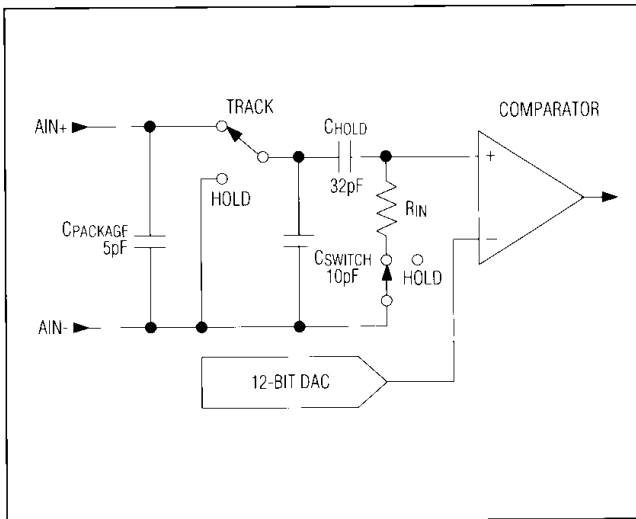 TRACK
COMPARATOR
AIN+
CHOLD
32pF
+
HOLD
RIN
CPACKAGE
5pF
CSWITCH
10pF
HOLD
−
AIN-
12-BIT DAC